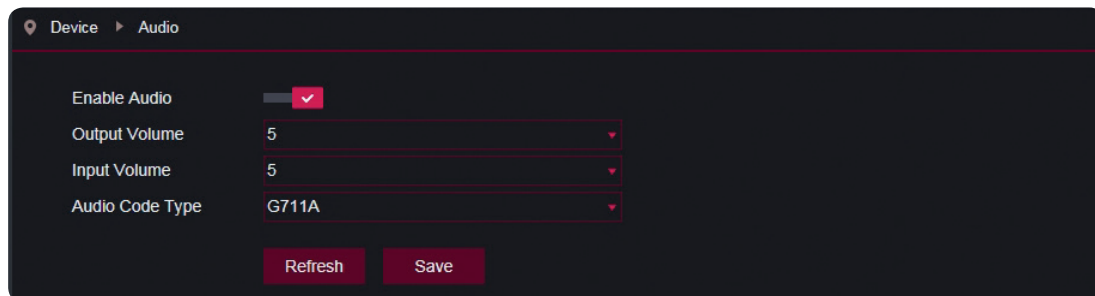 Device Audio
Enable Audio
Output Volume 5
Input Volume 5
Audio Code Type G711A
Refresh Save